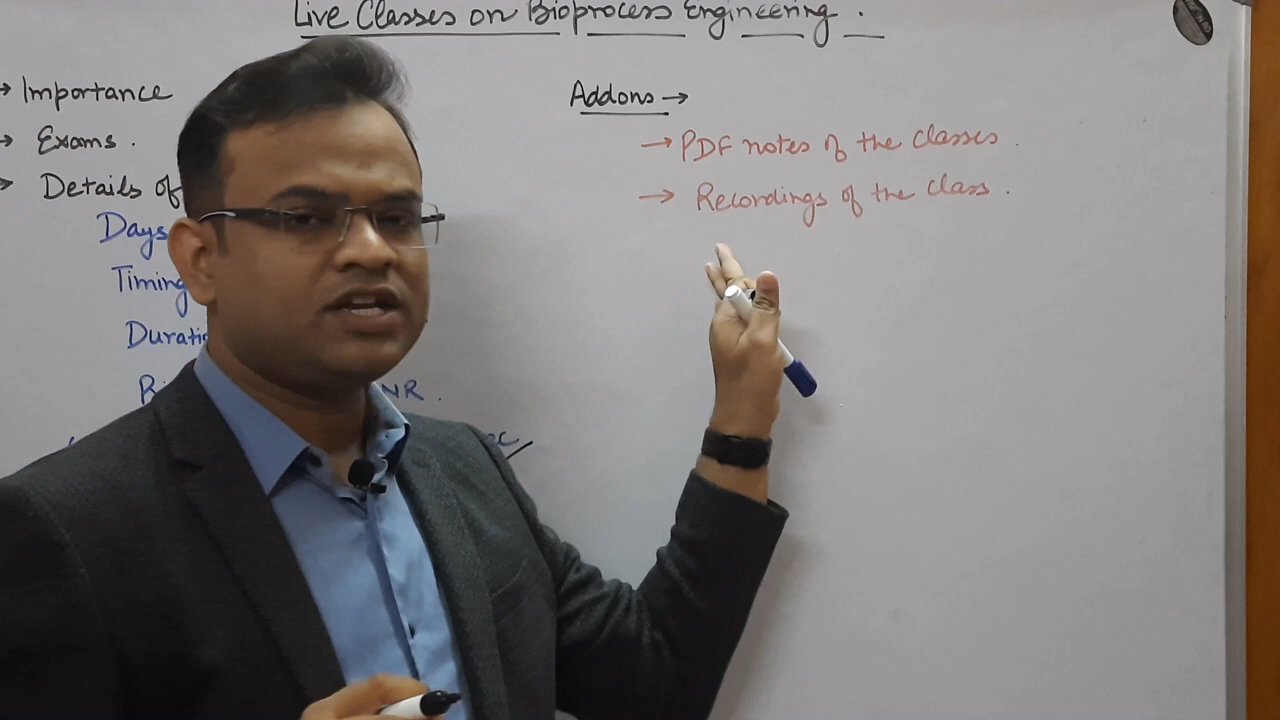 Live Classes on Bioprocess Engineering .
→ Importance
→ Exams .
→ Details of
Days
Timing
Duratio
NR .
Addons →
→ PDF notes of the classes .
→ Recordings of the class .